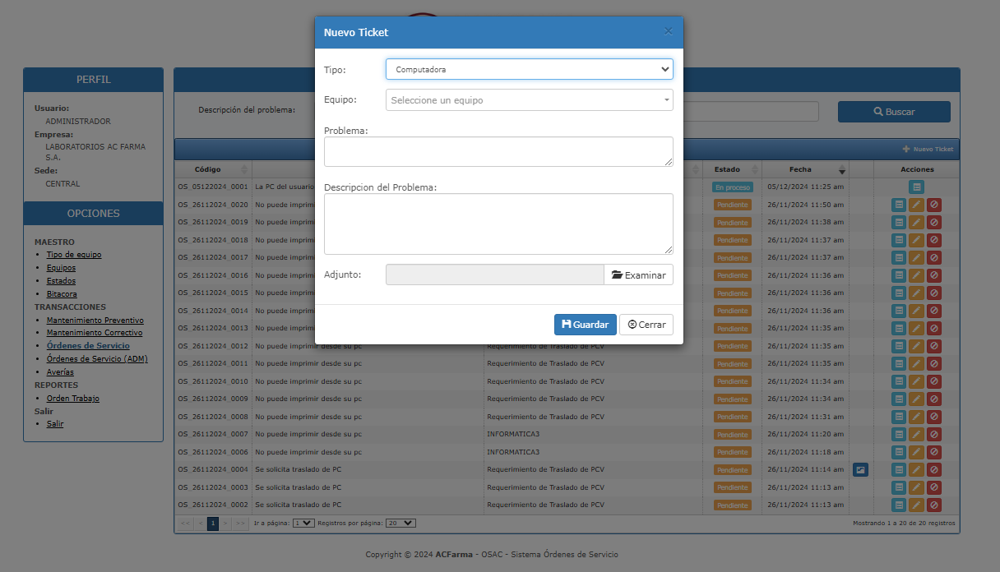 Nuevo Ticket
×
Tipo:
Computadora
Equipo:
Seleccione un equipo
Problema:
Descripcion del Problema:
Adjunto:
Examinar
Guardar
Cerrar
PERFIL
Usuario:
ADMINISTRADOR
Empresa:
LABORATORIOS AC FARMA
S.A.
Sede:
CENTRAL
OPCIONES
MAESTRO
Tipo de equipo
Equipos
Estados
Bitacora
TRANSACCIONES
Mantenimiento Preventivo
Mantenimiento Correctivo
Órdenes de Servicio
Órdenes de Servicio (ADM)
Averías
REPORTES
Orden Trabajo
Salir
Salir
Descripción del problema:
Buscar
Nuevo Ticket
Código Estado Fecha Acciones
OS_05122024_0001 La PC del usuario En proceso 05/12/2024 11:25 am
OS_26112024_0020 No puede imprimi Pendiente 26/11/2024 11:50 am
OS_26112024_0019 No puede imprimi Pendiente 26/11/2024 11:38 am
OS_26112024_0018 No puede imprimi Pendiente 26/11/2024 11:37 am
OS_26112024_0017 No puede imprimi Pendiente 26/11/2024 11:37 am
OS_26112024_0016 No puede imprimi Pendiente 26/11/2024 11:36 am
OS_26112024_0015 No puede imprimi Pendiente 26/11/2024 11:36 am
OS_26112024_0014 No puede imprimi Pendiente 26/11/2024 11:36 am
OS_26112024_0013 No puede imprimi Pendiente 26/11/2024 11:35 am
OS_26112024_0012 No puede imprimir desde su pc Requerimiento de Traslado de PCV Pendiente 26/11/2024 11:35 am
OS_26112024_0011 No puede imprimir desde su pc Requerimiento de Traslado de PCV Pendiente 26/11/2024 11:35 am
OS_26112024_0010 No puede imprimir desde su pc Requerimiento de Traslado de PCV Pendiente 26/11/2024 11:34 am
OS_26112024_0009 No puede imprimir desde su pc Requerimiento de Traslado de PCV Pendiente 26/11/2024 11:34 am
OS_26112024_0008 No puede imprimir desde su pc Requerimiento de Traslado de PCV Pendiente 26/11/2024 11:31 am
OS_26112024_0007 No puede imprimir desde su pc INFORMATICA3 Pendiente 26/11/2024 11:20 am
OS_26112024_0006 No puede imprimir desde su pc INFORMATICA3 Pendiente 26/11/2024 11:18 am
OS_26112024_0004 Se solicita traslado de PC Requerimiento de Traslado de PCV Pendiente 26/11/2024 11:14 am
OS_26112024_0003 Se solicita traslado de PC Requerimiento de Traslado de PCV Pendiente 26/11/2024 11:13 am
OS_26112024_0002 Se solicita traslado de PC Requerimiento de Traslado de PCV Pendiente 26/11/2024 11:13 am
<< < 1 > >> Ir a página: 1 Registros por página: 20 Mostrando 1 a 20 de 20 registros
Copyright © 2024 ACFarma - OSAC - Sistema Órdenes de Servicio